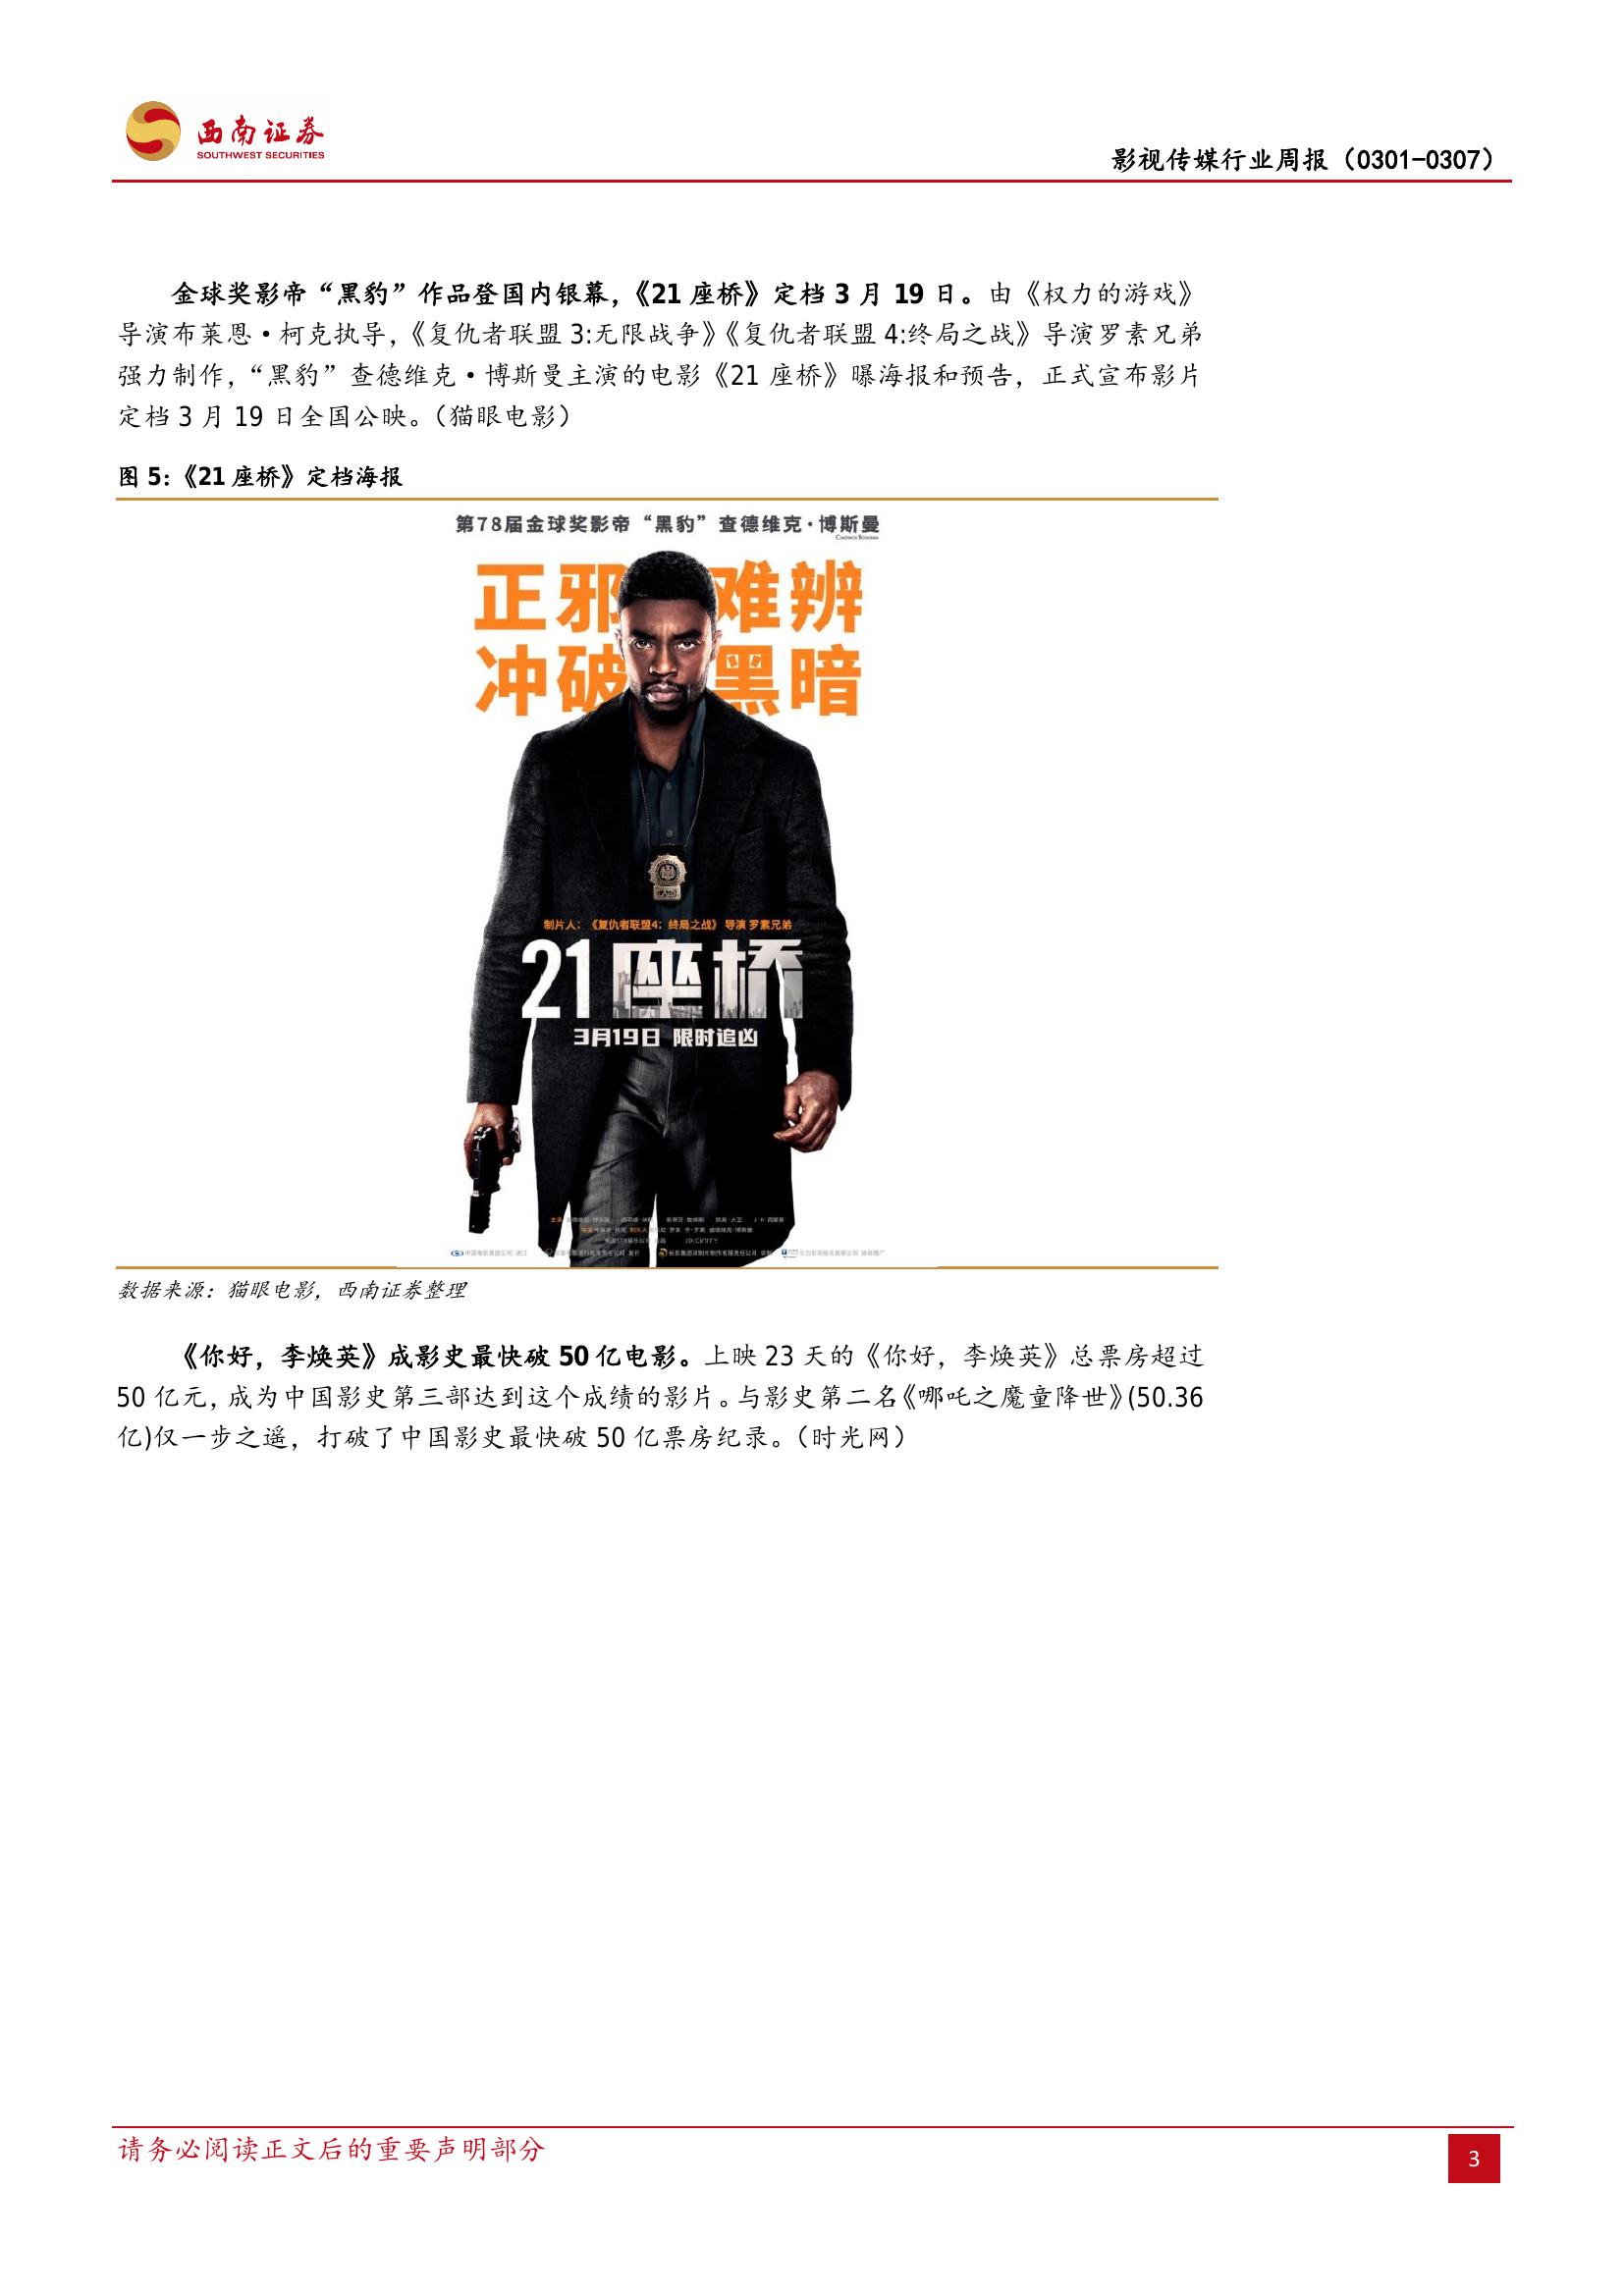 西南证券
SOUTHWEST SECURITIES
影视传媒行业周报（0301-0307）
金球奖影帝“黑豹”作品登国内银幕，《21 座桥》定档 3 月 19 日。由《权力的游戏》
导演布莱恩·柯克执导，《复仇者联盟 3:无限战争》《复仇者联盟 4:终局之战》导演罗素兄弟
强力制作，“黑豹”查德维克·博斯曼主演的电影《21 座桥》曝海报和预告，正式宣布影片
定档 3 月 19 日全国公映。（猫眼电影）
图 5:《21 座桥》定档海报
第78届金球奖影帝“黑豹”查德维克·博斯曼
正邪难辨
冲破黑暗
制片人：《复仇者联盟4：终局之战》导演 罗素兄弟
21座桥
3月19日 限时追凶
数据来源：猫眼电影，西南证券整理
《你好，李焕英》成影史最快破 50 亿电影。上映 23 天的《你好，李焕英》总票房超过
50 亿元，成为中国影史第三部达到这个成绩的影片。与影史第二名《哪吒之魔童降世》(50.36
亿)仅一步之遥，打破了中国影史最快破 50 亿票房纪录。（时光网）
请务必阅读正文后的重要声明部分
3